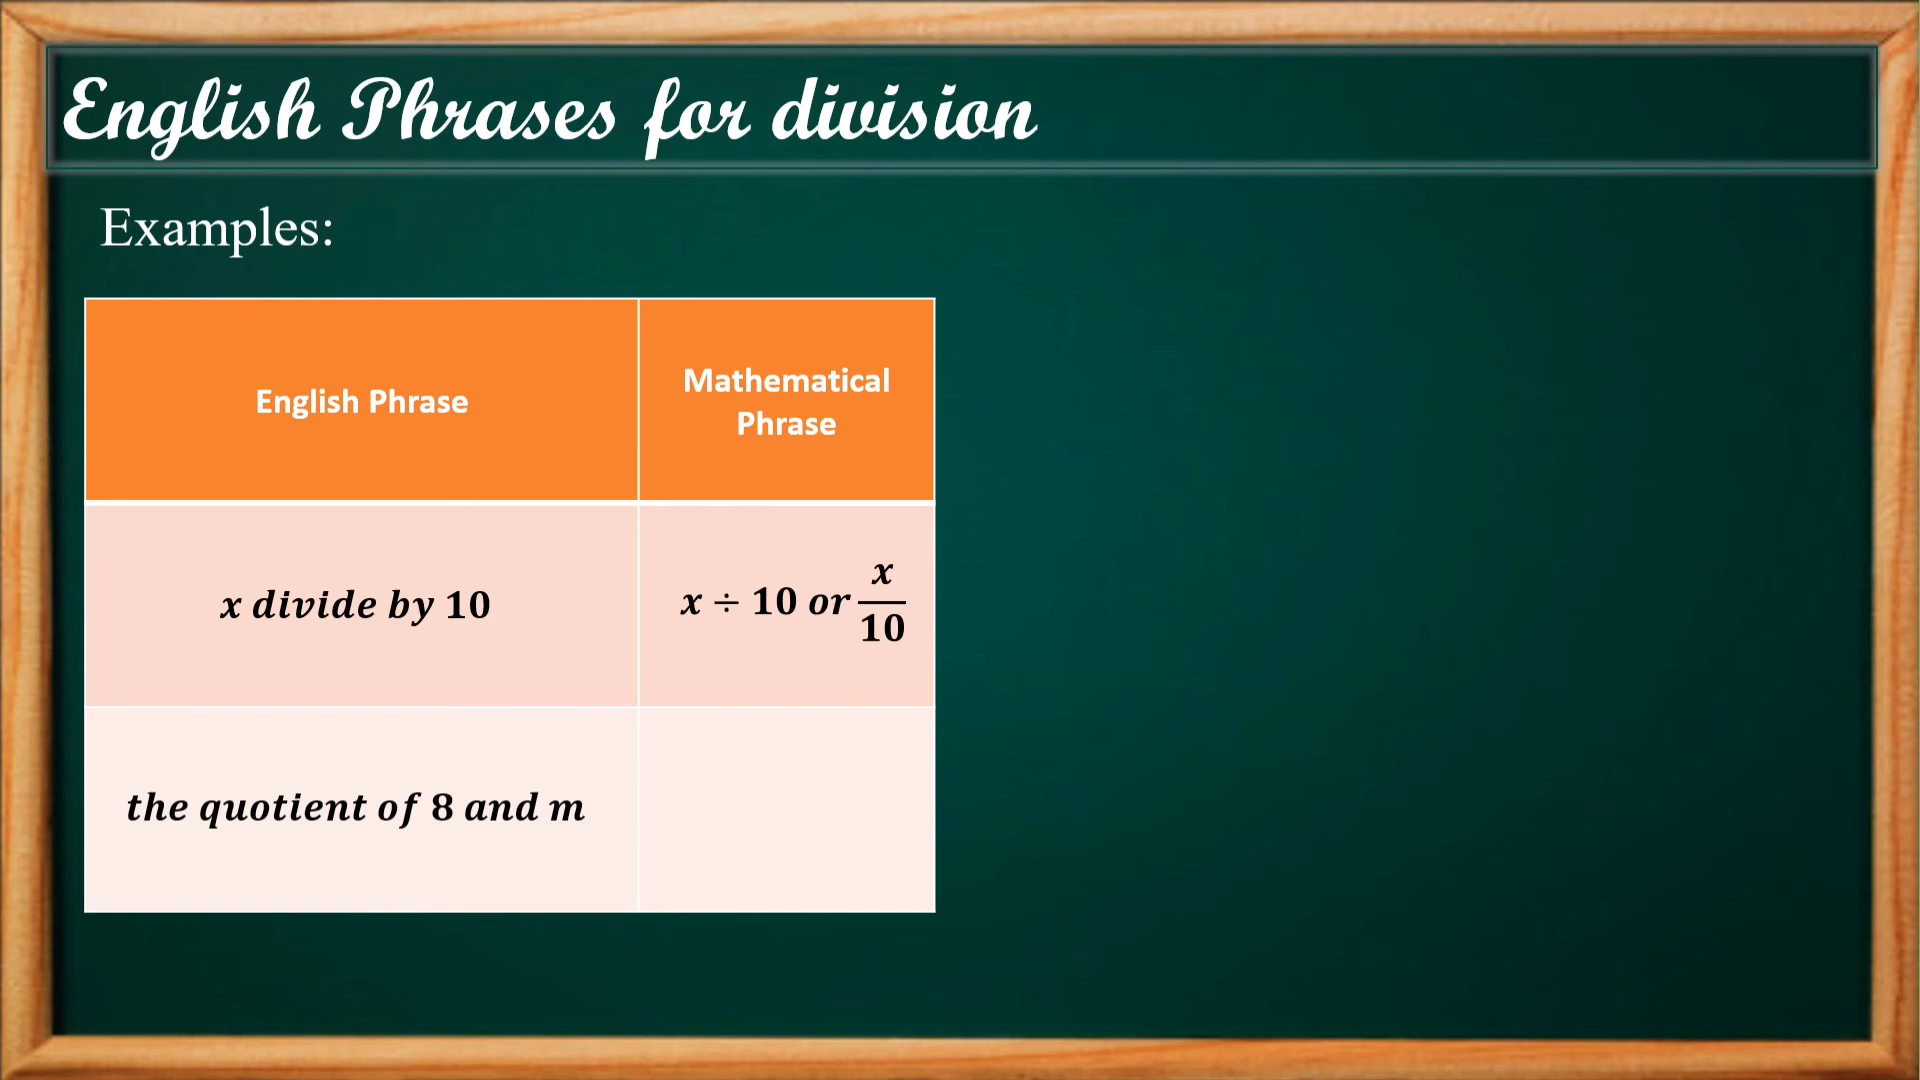 English Phrases for division
Examples:
English Phrase
Mathematical
Phrase
x divide by 10
x ÷ 10 or x/10
the quotient of 8 and m